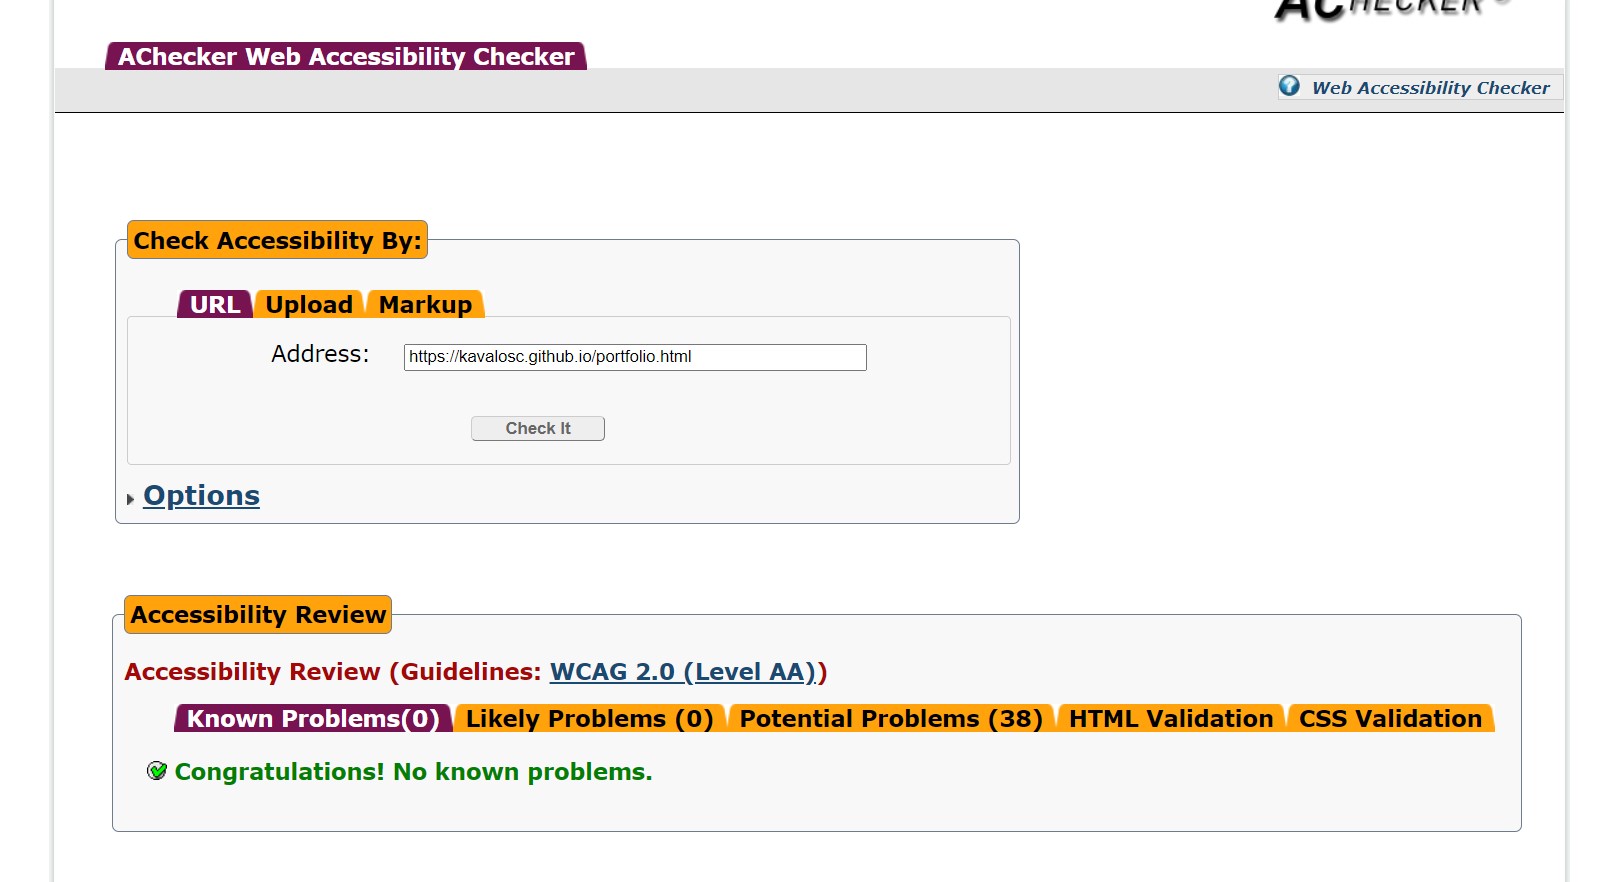 ACHECKER
AChecker Web Accessibility Checker
Web Accessibility Checker
Check Accessibility By:
URL Upload Markup
Address: https://kavalosc.github.io/portfolio.html
Check It
Options
Accessibility Review
Accessibility Review (Guidelines: WCAG 2.0 (Level AA))
Known Problems(0) Likely Problems (0) Potential Problems (38) HTML Validation CSS Validation
Congratulations! No known problems.